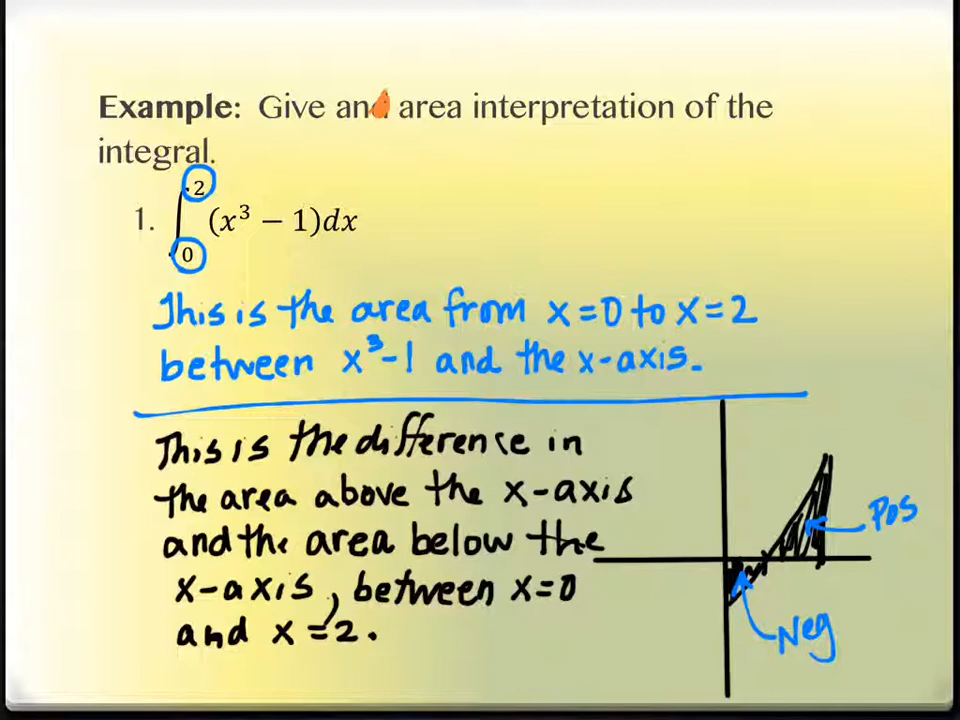 Example: Give an area interpretation of the
integral.
1. ∫₀² (x³ − 1)dx
This is the area from x=0 to x=2
between x³-1 and the x-axis.
This is the difference in
the area above the x-axis
and the area below the
x-axis, between x=0
and x=2.
Pos
Neg